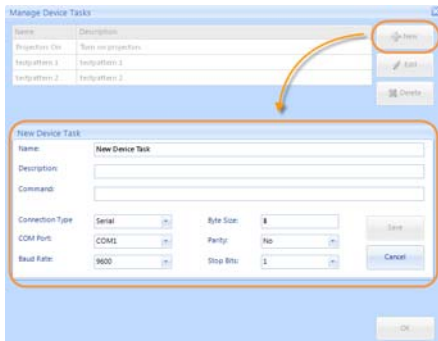 Manage Device Tasks
Name Description
New
Projectors On Turn on projectors
testpattern 1 testpattern 1
Edit
testpattern 2 testpattern 2
Delete
New Device Task
Name: New Device Task
Description:
Command:
Connection Type Serial Byte Size: 8
Save
COM Port: COM1 Parity: No
Cancel
Baud Rate: 9600 Stop Bits: 1
OK